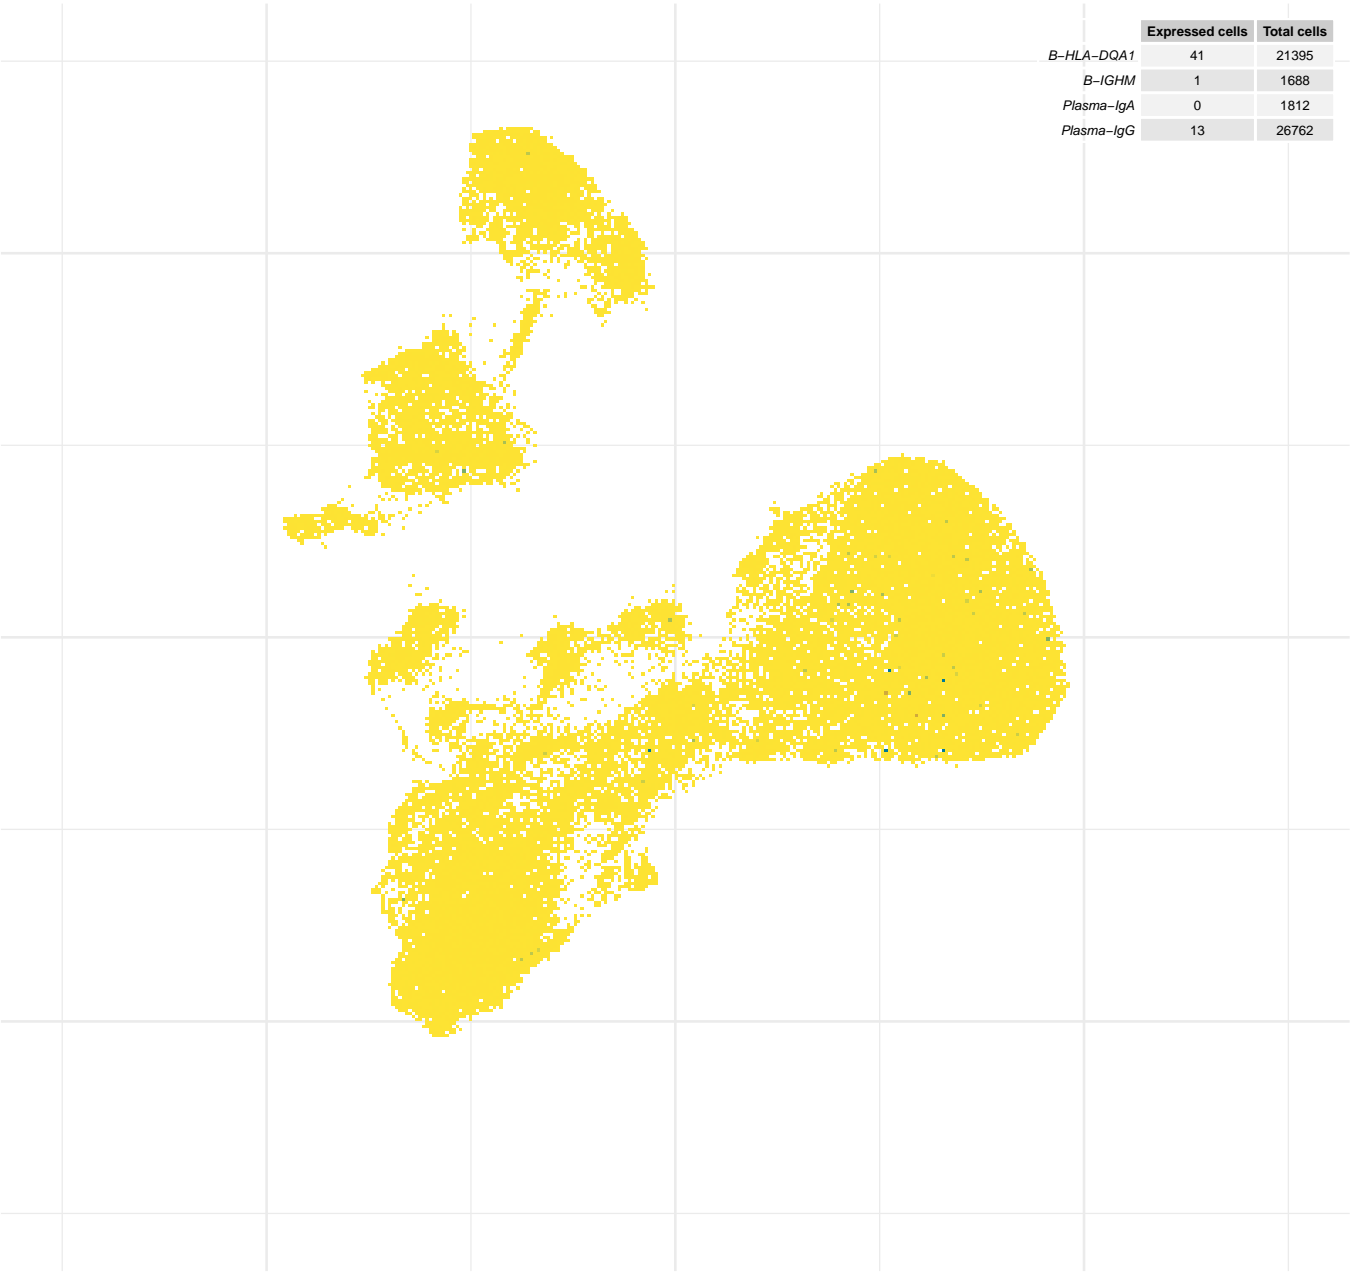 Expressed cells Total cells
B−HLA−DQA1 41 21395
B−IGHM 1 1688
Plasma−IgA 0 1812
Plasma−IgG 13 26762